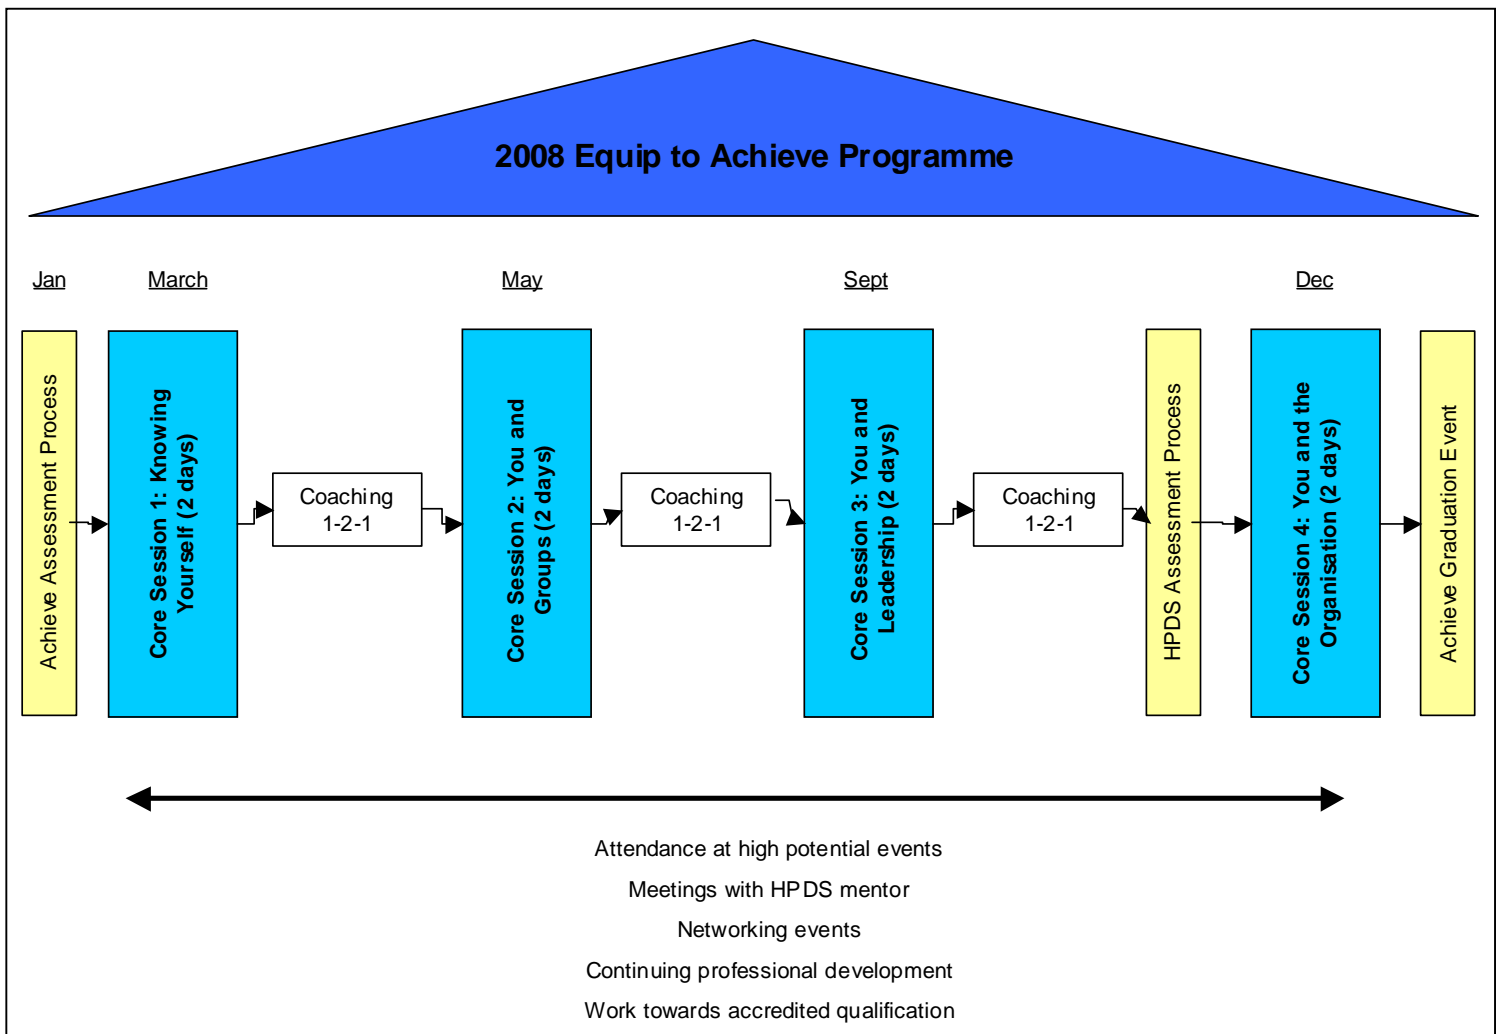 2008 Equip to Achieve Programme
Jan
March
May
Sept
Dec
Achieve Assessment Process
Core Session 1: Knowing
Yourself (2 days)
Coaching
1-2-1
Core Session 2: You and
Groups (2 days)
Coaching
1-2-1
Core Session 3: You and
Leadership (2 days)
Coaching
1-2-1
HPDS Assessment Process
Core Session 4: You and the
Organisation (2 days)
Achieve Graduation Event
Attendance at high potential events
Meetings with HPDS mentor
Networking events
Continuing professional development
Work towards accredited qualification